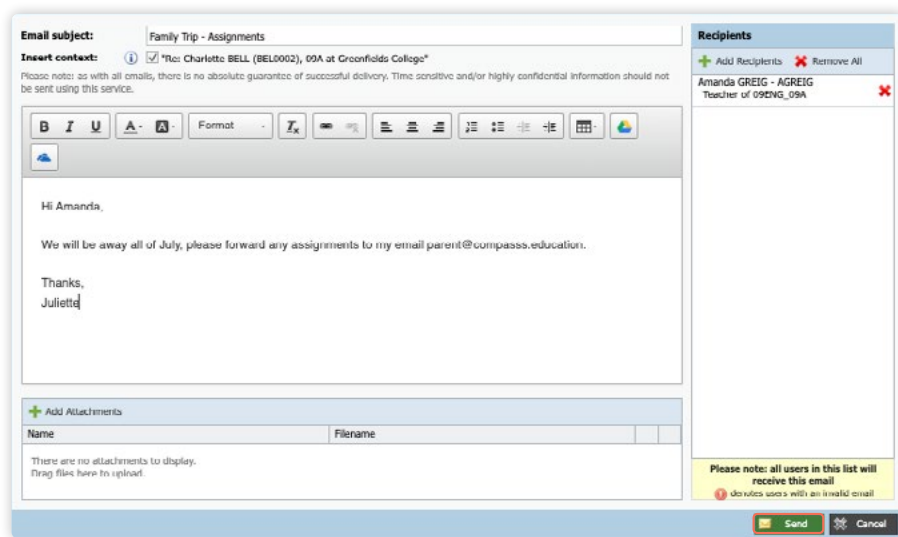 Email subject: Family Trip - Assignments
Insert context: "Re: Charlotte BELL (BEL0002), 09A at Greenfields College"
Please note: as with all emails, there is no absolute guarantee of successful delivery. Time sensitive and/or highly confidential information should not
be sent using this service.
B I U A A Format Tx
Hi Amanda,
We will be away all of July, please forward any assignments to my email parent@compasss.education.
Thanks,
Juliette
Add Attachments
Name Filename
There are no attachments to display.
Drag files here to upload.
Recipients
Add Recipients Remove All
Amanda GREIG - AGREIG
Teacher of 09ENG_09A
Please note: all users in this list will
receive this email
denotes users with an invalid email
Send Cancel